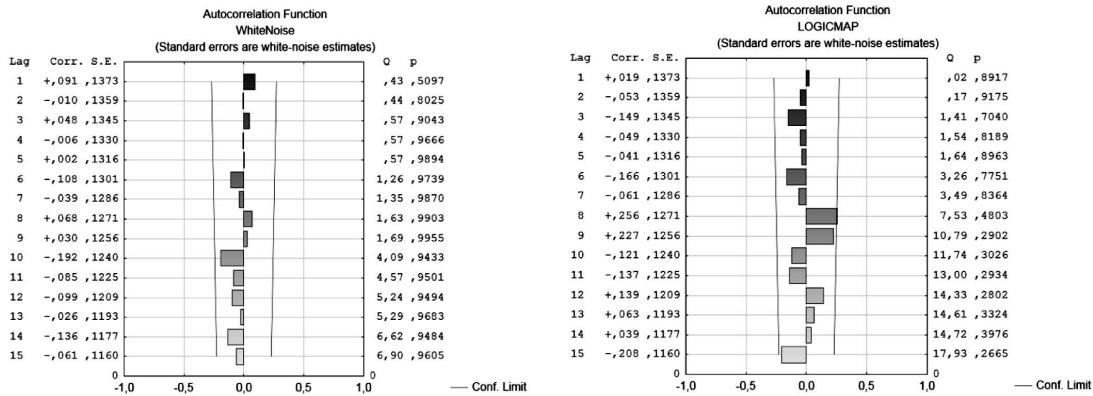 Autocorrelation Function
WhiteNoise
(Standard errors are white-noise estimates)
Lag Corr. S.E. Q p
1 +,091 ,1373 ,43 ,5097
2 -,010 ,1359 ,44 ,8025
3 +,048 ,1345 ,57 ,9043
4 -,006 ,1330 ,57 ,9666
5 +,002 ,1316 ,57 ,9894
6 -,108 ,1301 1,26 ,9739
7 -,039 ,1286 1,35 ,9870
8 +,068 ,1271 1,63 ,9903
9 +,030 ,1256 1,69 ,9955
10 -,192 ,1240 4,09 ,9433
11 -,085 ,1225 4,57 ,9501
12 -,099 ,1209 5,24 ,9494
13 -,026 ,1193 5,29 ,9683
14 -,136 ,1177 6,62 ,9484
15 -,061 ,1160 6,90 ,9605
0 0
-1,0 -0,5 0,0 0,5 1,0
Conf. Limit
Autocorrelation Function
LOGICMAP
(Standard errors are white-noise estimates)
Lag Corr. S.E. Q p
1 +,019 ,1373 ,02 ,8917
2 -,053 ,1359 ,17 ,9175
3 -,149 ,1345 1,41 ,7040
4 -,049 ,1330 1,54 ,8189
5 -,041 ,1316 1,64 ,8963
6 -,166 ,1301 3,26 ,7751
7 -,061 ,1286 3,49 ,8364
8 +,256 ,1271 7,53 ,4803
9 +,227 ,1256 10,79 ,2902
10 -,121 ,1240 11,74 ,3026
11 -,137 ,1225 13,00 ,2934
12 +,139 ,1209 14,33 ,2802
13 +,063 ,1193 14,61 ,3324
14 +,039 ,1177 14,72 ,3976
15 -,208 ,1160 17,93 ,2665
0 0
-1,0 -0,5 0,0 0,5 1,0
Conf. Limit